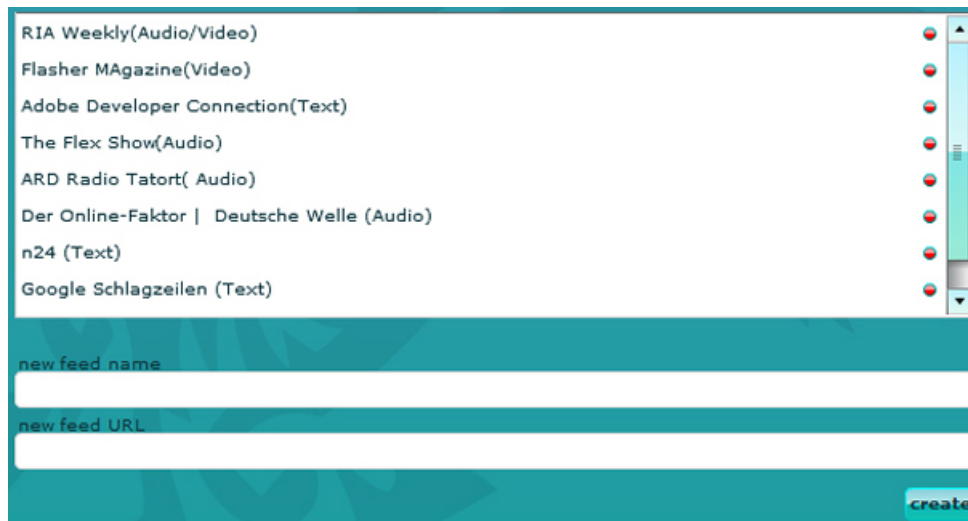 RIA Weekly(Audio/Video)
Flasher MAgazine(Video)
Adobe Developer Connection(Text)
The Flex Show(Audio)
ARD Radio Tatort( Audio)
Der Online-Faktor |  Deutsche Welle (Audio)
n24 (Text)
Google Schlagzeilen (Text)
new feed name
new feed URL
create